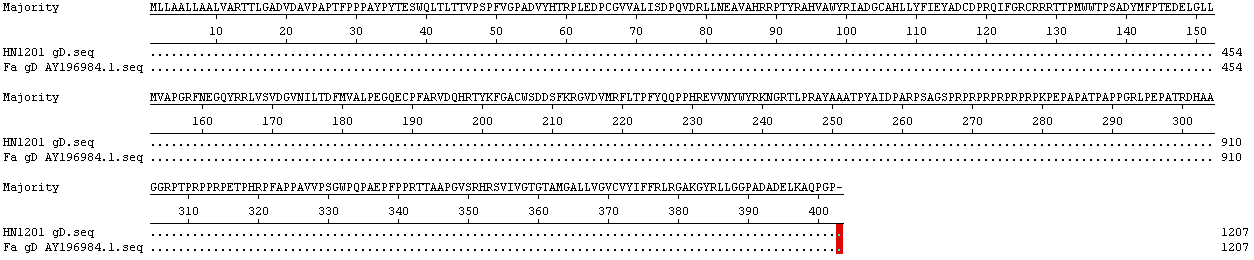 Majority MLLAALLAALVARTTLGADVDAVPAPTFPPPAYPYTESWQLTLTTVPSPFVGPADVYHTRPLEDPCGVVALISDPQVDRLLNEAVAHRRPTYRAHVAWYRIADGCAHLLYFIEYADCDPRQIFGRCRRRTTPMWWTPSADYMFPTEDELGLL
10 20 30 40 50 60 70 80 90 100 110 120 130 140 150
HN1201 gD.seq ........................................................................................................................................................ 454
Fa gD AY196984.1.seq ........................................................................................................................................................ 454
Majority MVAPGRFNEGQYRRLVSVDGVNILTDFMVALPEGQECPFARVDQHRTYKFGACWSDDSFKRGVDVMRFLTPFYQQPPHREVVNYWYRKNGRTLPRAYAAATPYAIDPARPSAGSPRPRPRPRPRPRPKPEPAPATPAPPGRLPEPATRDHAA
160 170 180 190 200 210 220 230 240 250 260 270 280 290 300
HN1201 gD.seq ........................................................................................................................................................ 910
Fa gD AY196984.1.seq ........................................................................................................................................................ 910
Majority GGRPTPRPPRPETPHRPFAPPAVVPSGWPQPAEPFPPRTTAAPGVSRHRSVIVGTGTAMGALLVGVCVYIFFRLRGAKGYRLLGGPADADELKAQPGP-
310 320 330 340 350 360 370 380 390 400
HN1201 gD.seq ................................................................................................... 1207
Fa gD AY196984.1.seq ................................................................................................... 1207